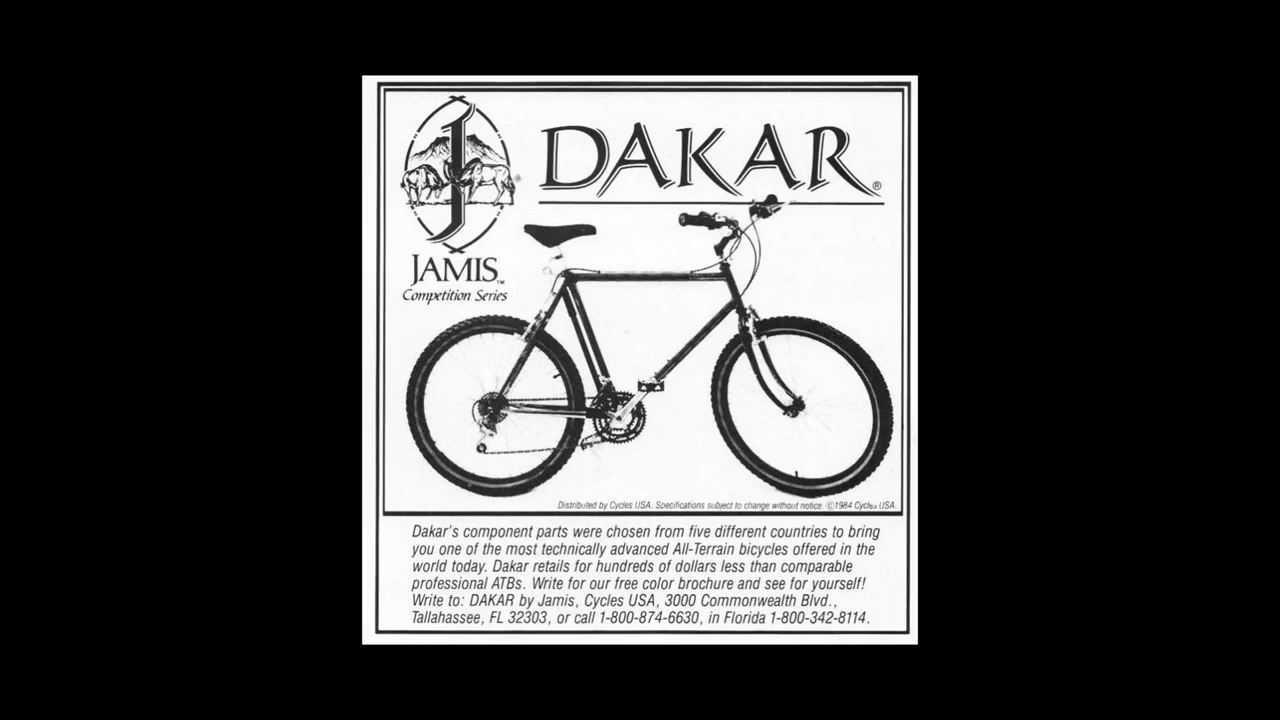 DAKAR®
JAMIS™
Competition Series
Distributed by Cycles USA. Specifications subject to change without notice. ©1984 Cycles USA.
Dakar's component parts were chosen from five different countries to bring
you one of the most technically advanced All-Terrain bicycles offered in the
world today. Dakar retails for hundreds of dollars less than comparable
professional ATBs. Write for our free color brochure and see for yourself!
Write to: DAKAR by Jamis, Cycles USA, 3000 Commonwealth Blvd.,
Tallahassee, FL 32303, or call 1-800-874-6630, in Florida 1-800-342-8114.